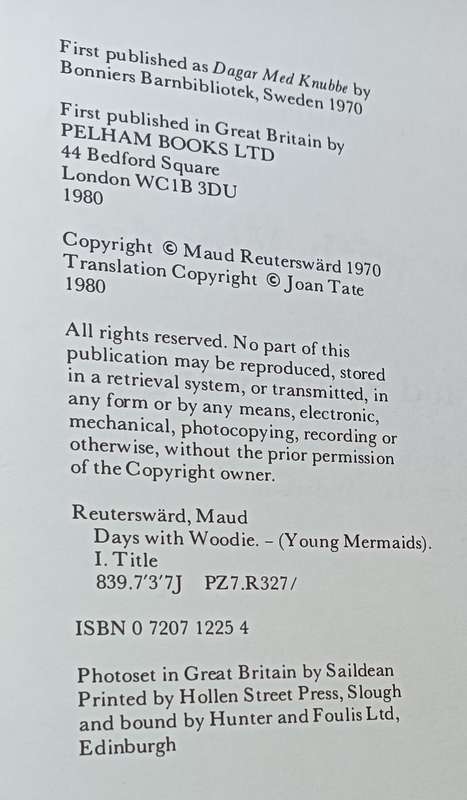 First published as Dagar Med Knubbe by
Bonniers Barnbibliotek, Sweden 1970
First published in Great Britain by
PELHAM BOOKS LTD
44 Bedford Square
London WC1B 3DU
1980
Copyright © Maud Reuterswärd 1970
Translation Copyright © Joan Tate
1980
All rights reserved. No part of this
publication may be reproduced, stored
in a retrieval system, or transmitted, in
any form or by any means, electronic,
mechanical, photocopying, recording or
otherwise, without the prior permission
of the Copyright owner.
Reuterswärd, Maud
Days with Woodie. – (Young Mermaids).
I. Title
839.7'3'7J PZ7.R327/
ISBN 0 7207 1225 4
Photoset in Great Britain by Saildean
Printed by Hollen Street Press, Slough
and bound by Hunter and Foulis Ltd,
Edinburgh